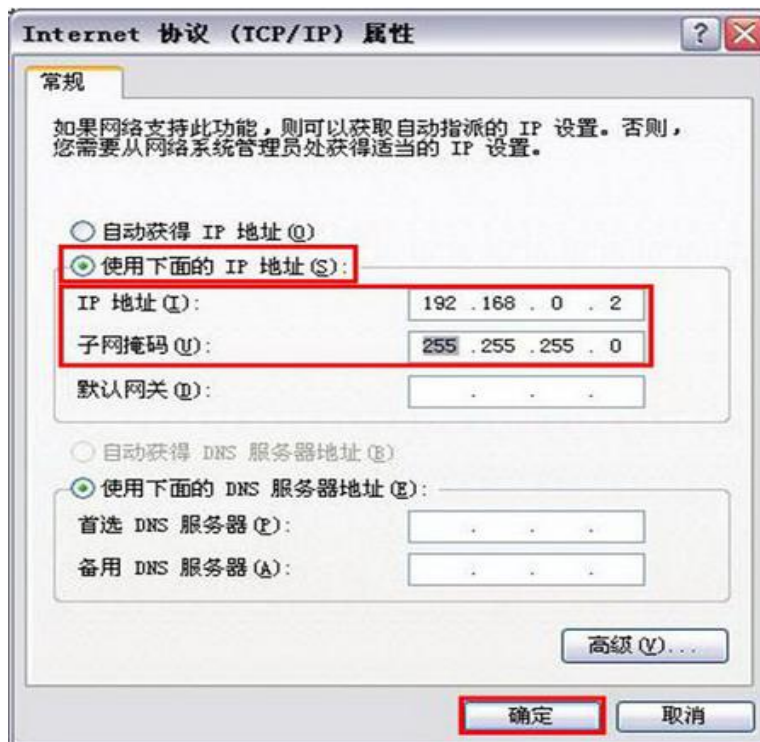 Internet 协议 (TCP/IP) 属性
常规
如果网络支持此功能，则可以获取自动指派的 IP 设置。否则，
您需要从网络系统管理员处获得适当的 IP 设置。
自动获得 IP 地址(O)
使用下面的 IP 地址(S):
IP 地址(I): 192 .168 . 0 . 2
子网掩码(U): 255 .255 .255 . 0
默认网关(D): . . .
自动获得 DNS 服务器地址(B)
使用下面的 DNS 服务器地址(E):
首选 DNS 服务器(P): . . .
备用 DNS 服务器(A): . . .
高级(V)...
确定 取消